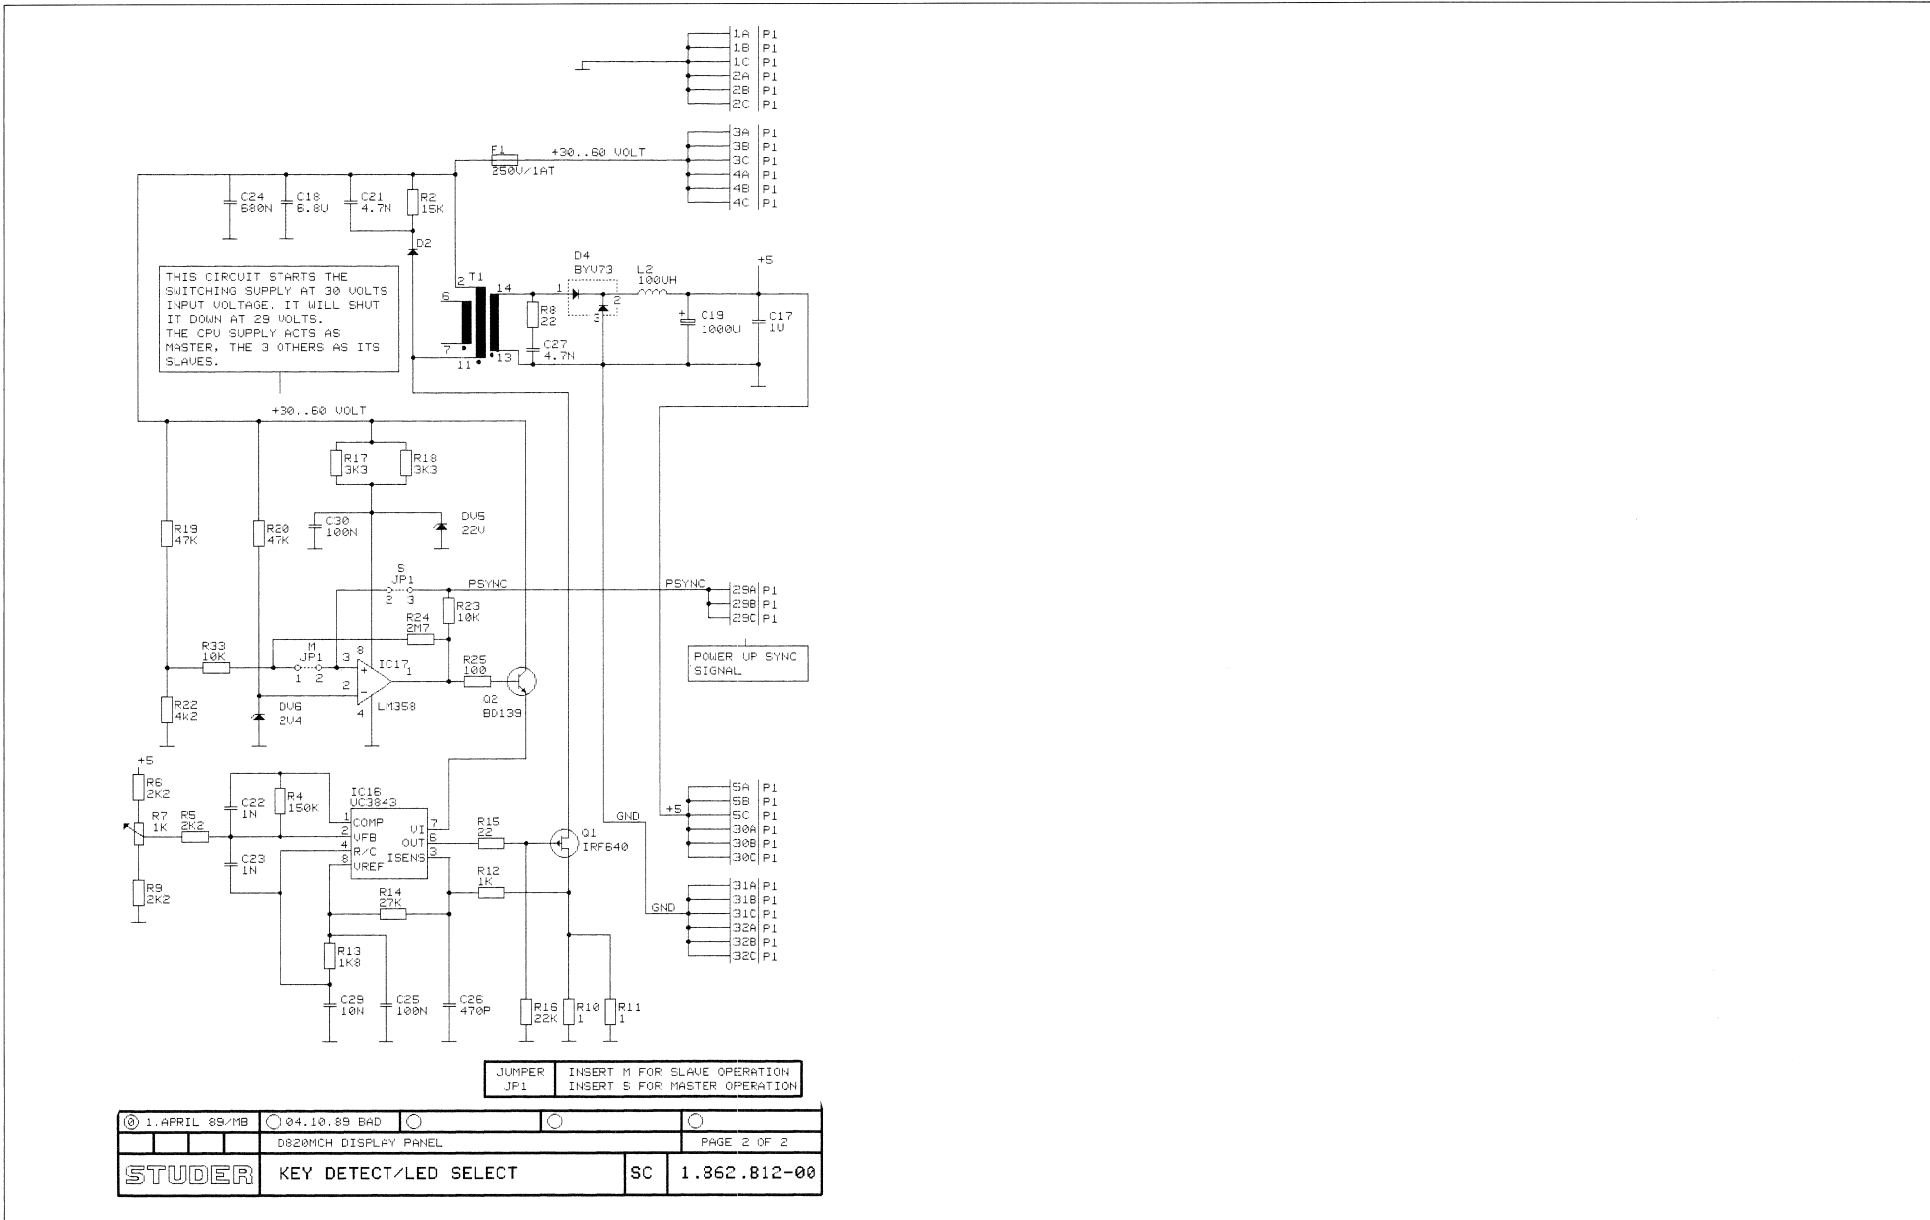 1A P1
1B P1
1C P1
2A P1
2B P1
2C P1
3A P1
3B P1
3C P1
4A P1
4B P1
4C P1
F1
250V/1AT
+30..60 VOLT
C24
680N
C18
6.8U
C21
4.7N
R2
15K
D2
THIS CIRCUIT STARTS THE
SWITCHING SUPPLY AT 30 VOLTS
INPUT VOLTAGE. IT WILL SHUT
IT DOWN AT 29 VOLTS.
THE CPU SUPPLY ACTS AS
MASTER, THE 3 OTHERS AS ITS
SLAVES.
2 T1
6
7
11
14
13
R8
22
C27
4.7N
D4
BYV73
1
2
3
L2
100UH
+5
C19
1000U
+
C17
1U
+30..60 VOLT
R17
3K3
R18
3K3
R19
47K
R20
47K
C30
100N
DV5
22V
S
JP1
2 3
PSYNC
PSYNC
29A P1
29B P1
29C P1
POWER UP SYNC
SIGNAL
R23
10K
R24
2M7
R33
10K
M
JP1
1 2
3
8
2
4
1
+
-
IC17
LM358
R25
100
Q2
BD139
R22
4k2
DV6
2V4
+5
R6
2K2
R7
1K
R5
2K2
R9
2K2
C22
1N
R4
150K
C23
1N
IC16
UC3843
1 COMP
2 VFB
4 R/C
8 VREF
VI 7
OUT 6
ISENS 3
R15
22
Q1
IRF640
R12
1K
R14
27K
R13
1K8
C29
10N
C25
100N
C26
470P
R16
22K
R10
1
R11
1
GND
+5
5A P1
5B P1
5C P1
30A P1
30B P1
30C P1
GND
31A P1
31B P1
31C P1
32A P1
32B P1
32C P1
JUMPER
JP1
INSERT M FOR SLAVE OPERATION
INSERT S FOR MASTER OPERATION
0 1.APRIL 89/MB
04.10.89 BAD
D820MCH DISPLAY PANEL
PAGE 2 OF 2
STUDER
KEY DETECT/LED SELECT
SC
1.862.812-00